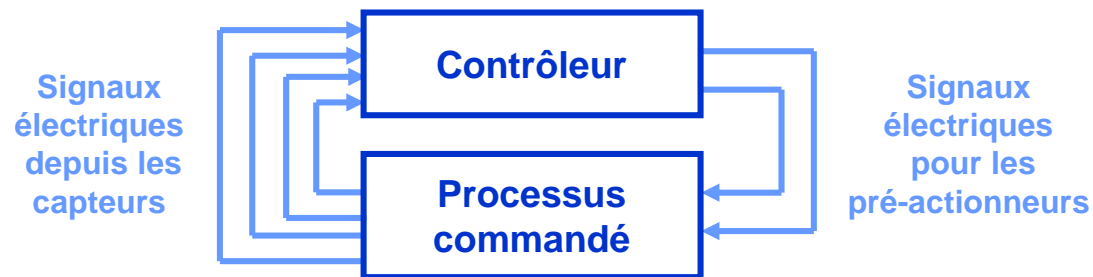 Contrôleur
Signaux
électriques
depuis les
capteurs
Signaux
électriques
pour les
pré-actionneurs
Processus
commandé